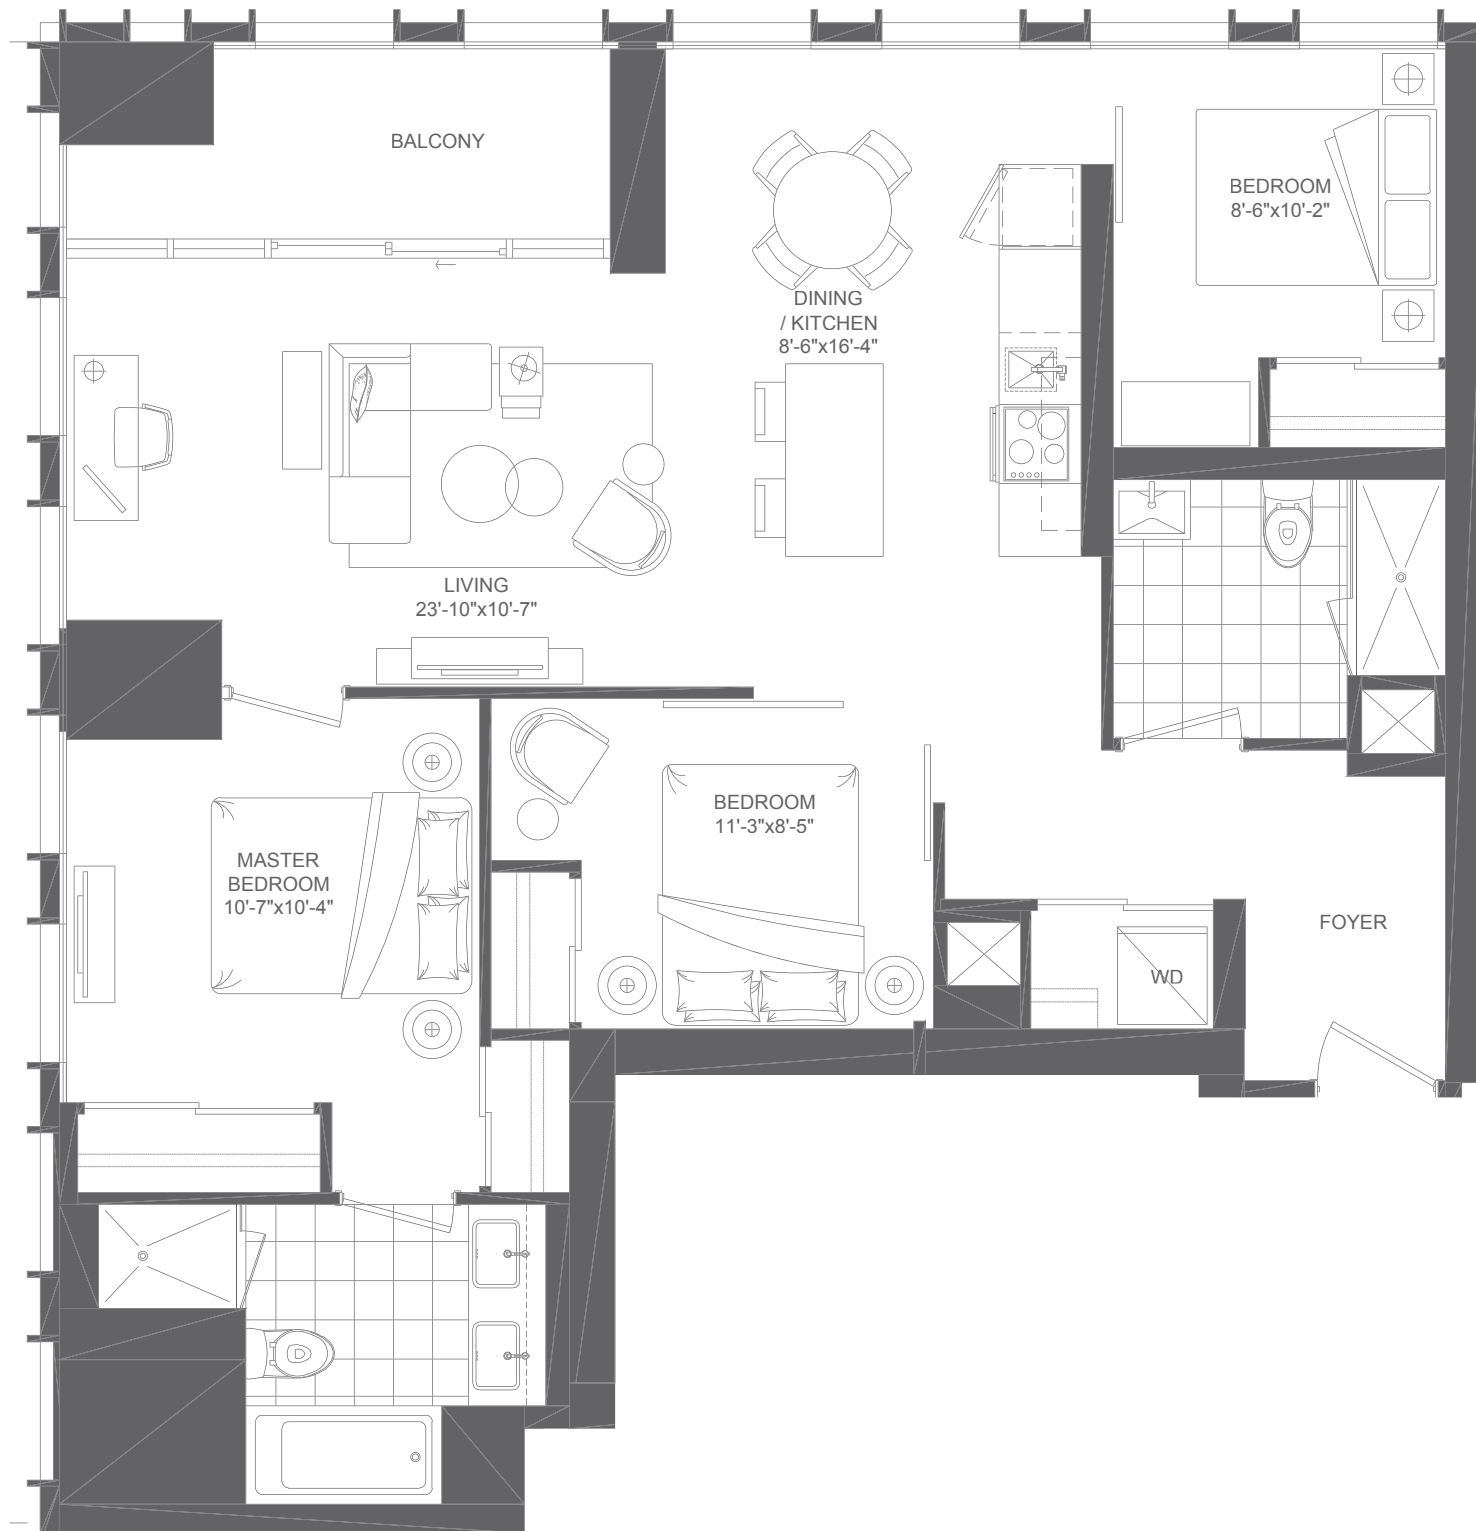 BALCONY
BEDROOM
8'-6"x10'-2"
DINING
/ KITCHEN
8'-6"x16'-4"
LIVING
23'-10"x10'-7"
BEDROOM
11'-3"x8'-5"
MASTER
BEDROOM
10'-7"x10'-4"
FOYER
WD